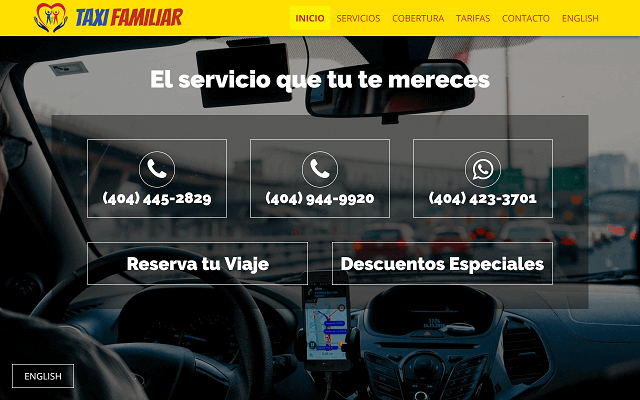 TAXI FAMILIAR
INICIO SERVICIOS COBERTURA TARIFAS CONTACTO ENGLISH
El servicio que tu te mereces
(404) 445-2829 (404) 944-9920 (404) 423-3701
Reserva tu Viaje Descuentos Especiales
ENGLISH